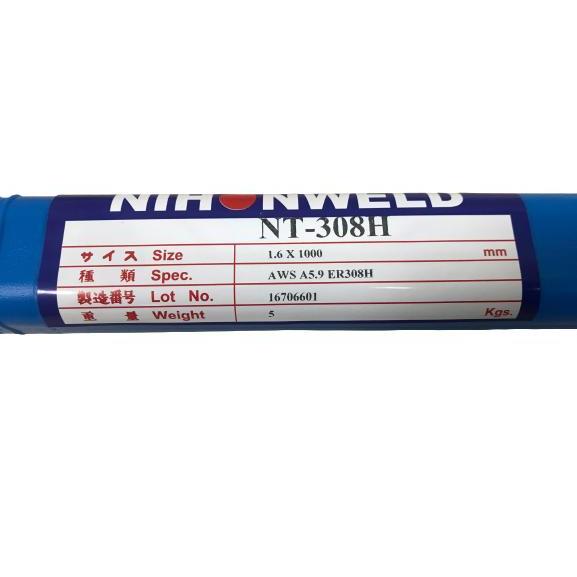 NIHONWELD
NT-308H
サイズ Size 1.6 X 1000 mm
種類 Spec. AWS A5.9 ER308H
製造番号 Lot No. 16706601
重量 Weight 5 Kgs.